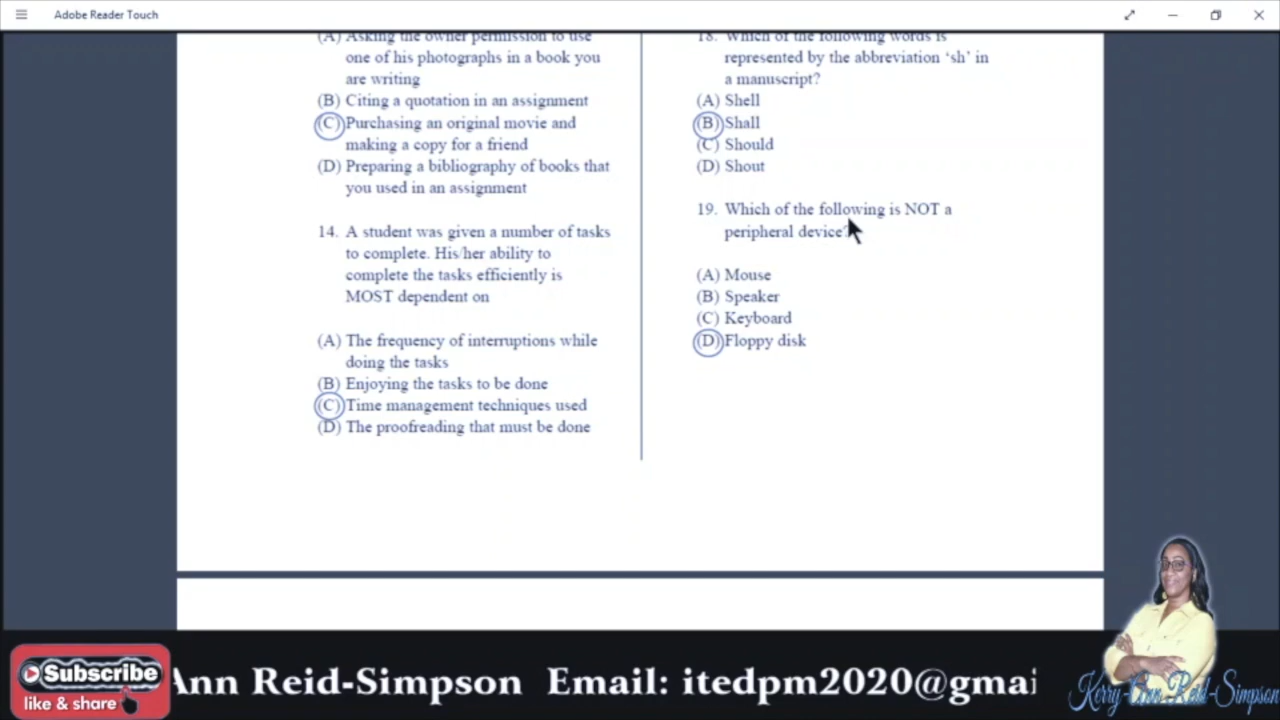 Adobe Reader Touch
(A) Asking the owner permission to use
one of his photographs in a book you
are writing
(B) Citing a quotation in an assignment
(C) Purchasing an original movie and
making a copy for a friend
(D) Preparing a bibliography of books that
you used in an assignment
14. A student was given a number of tasks
to complete. His/her ability to
complete the tasks efficiently is
MOST dependent on
(A) The frequency of interruptions while
doing the tasks
(B) Enjoying the tasks to be done
(C) Time management techniques used
(D) The proofreading that must be done
18. Which of the following words is
represented by the abbreviation ‘sh’ in
a manuscript?
(A) Shell
(B) Shall
(C) Should
(D) Shout
19. Which of the following is NOT a
peripheral device?
(A) Mouse
(B) Speaker
(C) Keyboard
(D) Floppy disk
Subscribe
like & share
Ann Reid-Simpson Email: itedpm2020@gmai
Kerry-Ann Reid-Simpson